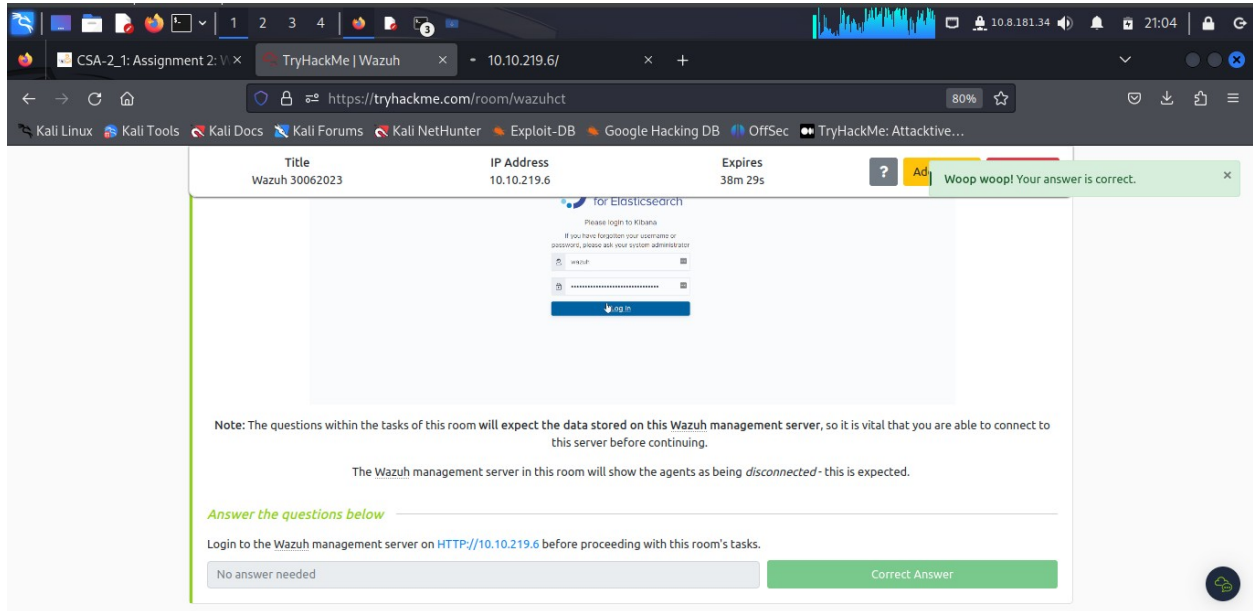 1 2 3 4
3
10.8.181.34
21:04
CSA-2_1: Assignment 2: W
TryHackMe | Wazuh
10.10.219.6/
https://tryhackme.com/room/wazuhct
80%
Kali Linux Kali Tools Kali Docs Kali Forums Kali NetHunter Exploit-DB Google Hacking DB OffSec TryHackMe: Attacktive…
Title IP Address Expires
Wazuh 30062023 10.10.219.6 38m 29s
?
Woop woop! Your answer is correct.
for Elasticsearch
Please login to Kibana
If you have forgotten your username or
password, please ask your system administrator
wazuh
Log in
Note: The questions within the tasks of this room will expect the data stored on this Wazuh management server, so it is vital that you are able to connect to
this server before continuing.
The Wazuh management server in this room will show the agents as being disconnected - this is expected.
Answer the questions below
Login to the Wazuh management server on HTTP://10.10.219.6 before proceeding with this room's tasks.
No answer needed
Correct Answer